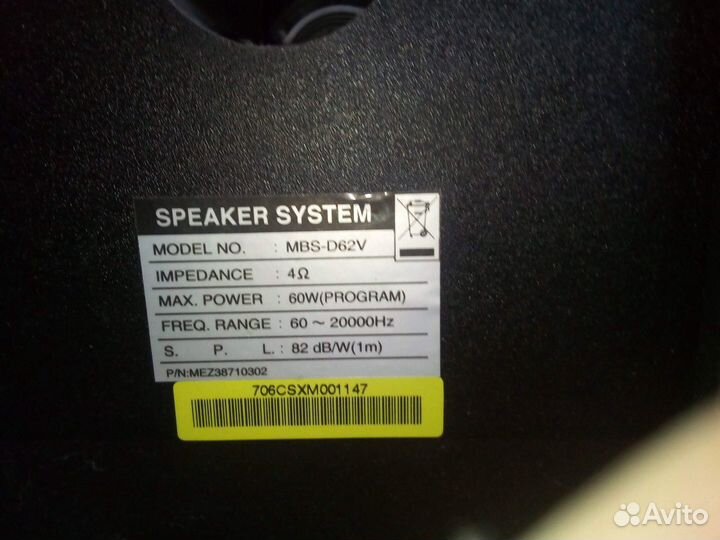 SPEAKER SYSTEM
MODEL NO. : MBS-D62V
IMPEDANCE : 4Ω
MAX. POWER : 60W(PROGRAM)
FREQ. RANGE : 60 ~ 20000Hz
S. P. L. : 82 dB/W(1m)
P/N:MEZ38710302
706CSXM001147
Avito